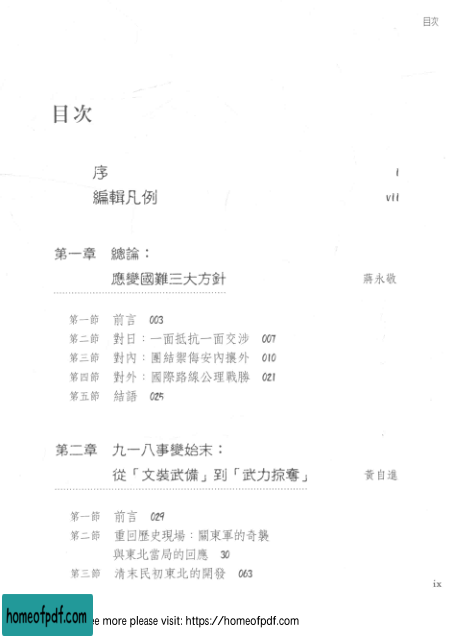 目次
目次
序 i
編輯凡例 vii
第一章 總論：
應變國難三大方針 蔣永敬
第一節 前言 003
第二節 對日：一面抵抗一面交涉 007
第三節 對內：團結禦侮安內攘外 010
第四節 對外：國際路線公理戰勝 021
第五節 結語 025
第二章 九一八事變始末：
從「文裝武備」到「武力掠奪」 黃自進
第一節 前言 029
第二節 重回歷史現場：關東軍的奇襲
與東北當局的回應 30
第三節 清末民初東北的開發 063
ix
homeofpdf.com
ee more please visit: https://homeofpdf.com